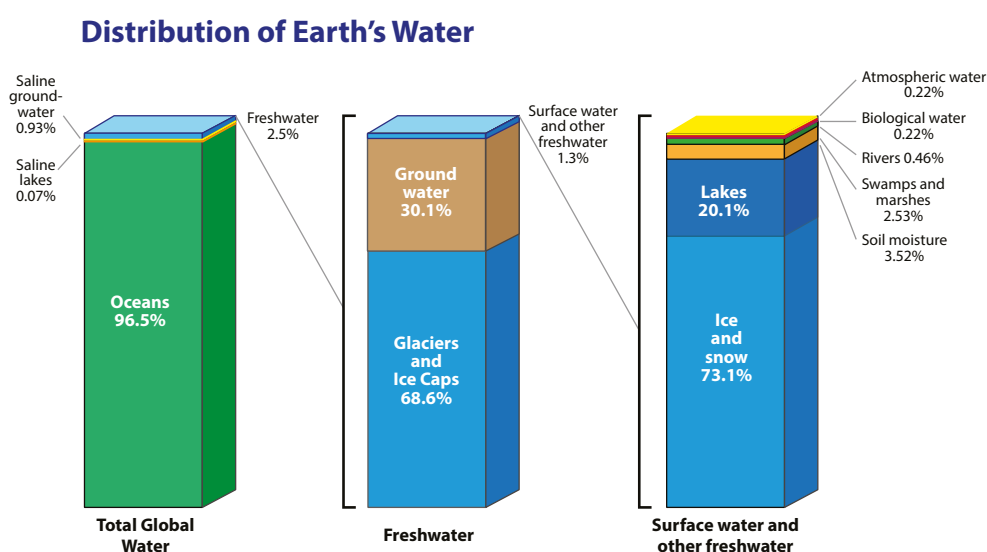 Distribution of Earth's Water
Saline
ground-
water
0.93%
Saline
lakes
0.07%
Freshwater
2.5%
Oceans
96.5%
Total Global
Water
Surface water
and other
freshwater
1.3%
Ground
water
30.1%
Glaciers
and
Ice Caps
68.6%
Freshwater
Atmospheric water
0.22%
Biological water
0.22%
Rivers 0.46%
Swamps and
marshes
2.53%
Soil moisture
3.52%
Lakes
20.1%
Ice
and
snow
73.1%
Surface water and
other freshwater